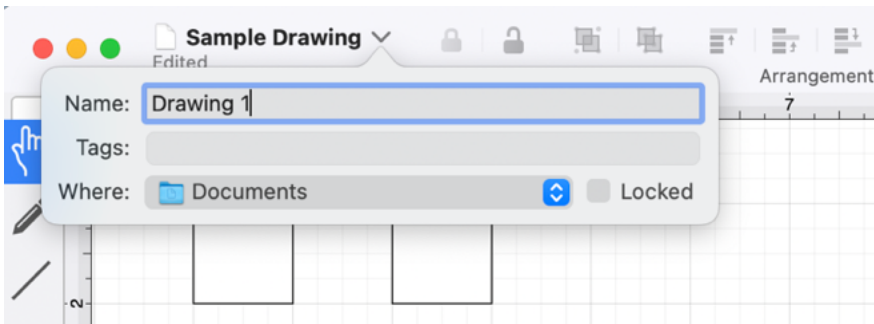 Sample Drawing
Edited
Arrangement
Name: Drawing 1
7
Tags:
Where: Documents Locked
2